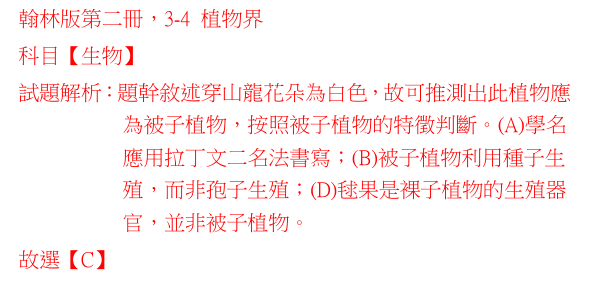 翰林版第二冊，3-4 植物界
科目【生物】
試題解析：題幹敘述穿山龍花朵為白色，故可推測出此植物應
為被子植物，按照被子植物的特徵判斷。(A)學名
應用拉丁文二名法書寫；(B)被子植物利用種子生
殖，而非孢子生殖；(D)毬果是裸子植物的生殖器
官，並非被子植物。
故選【C】